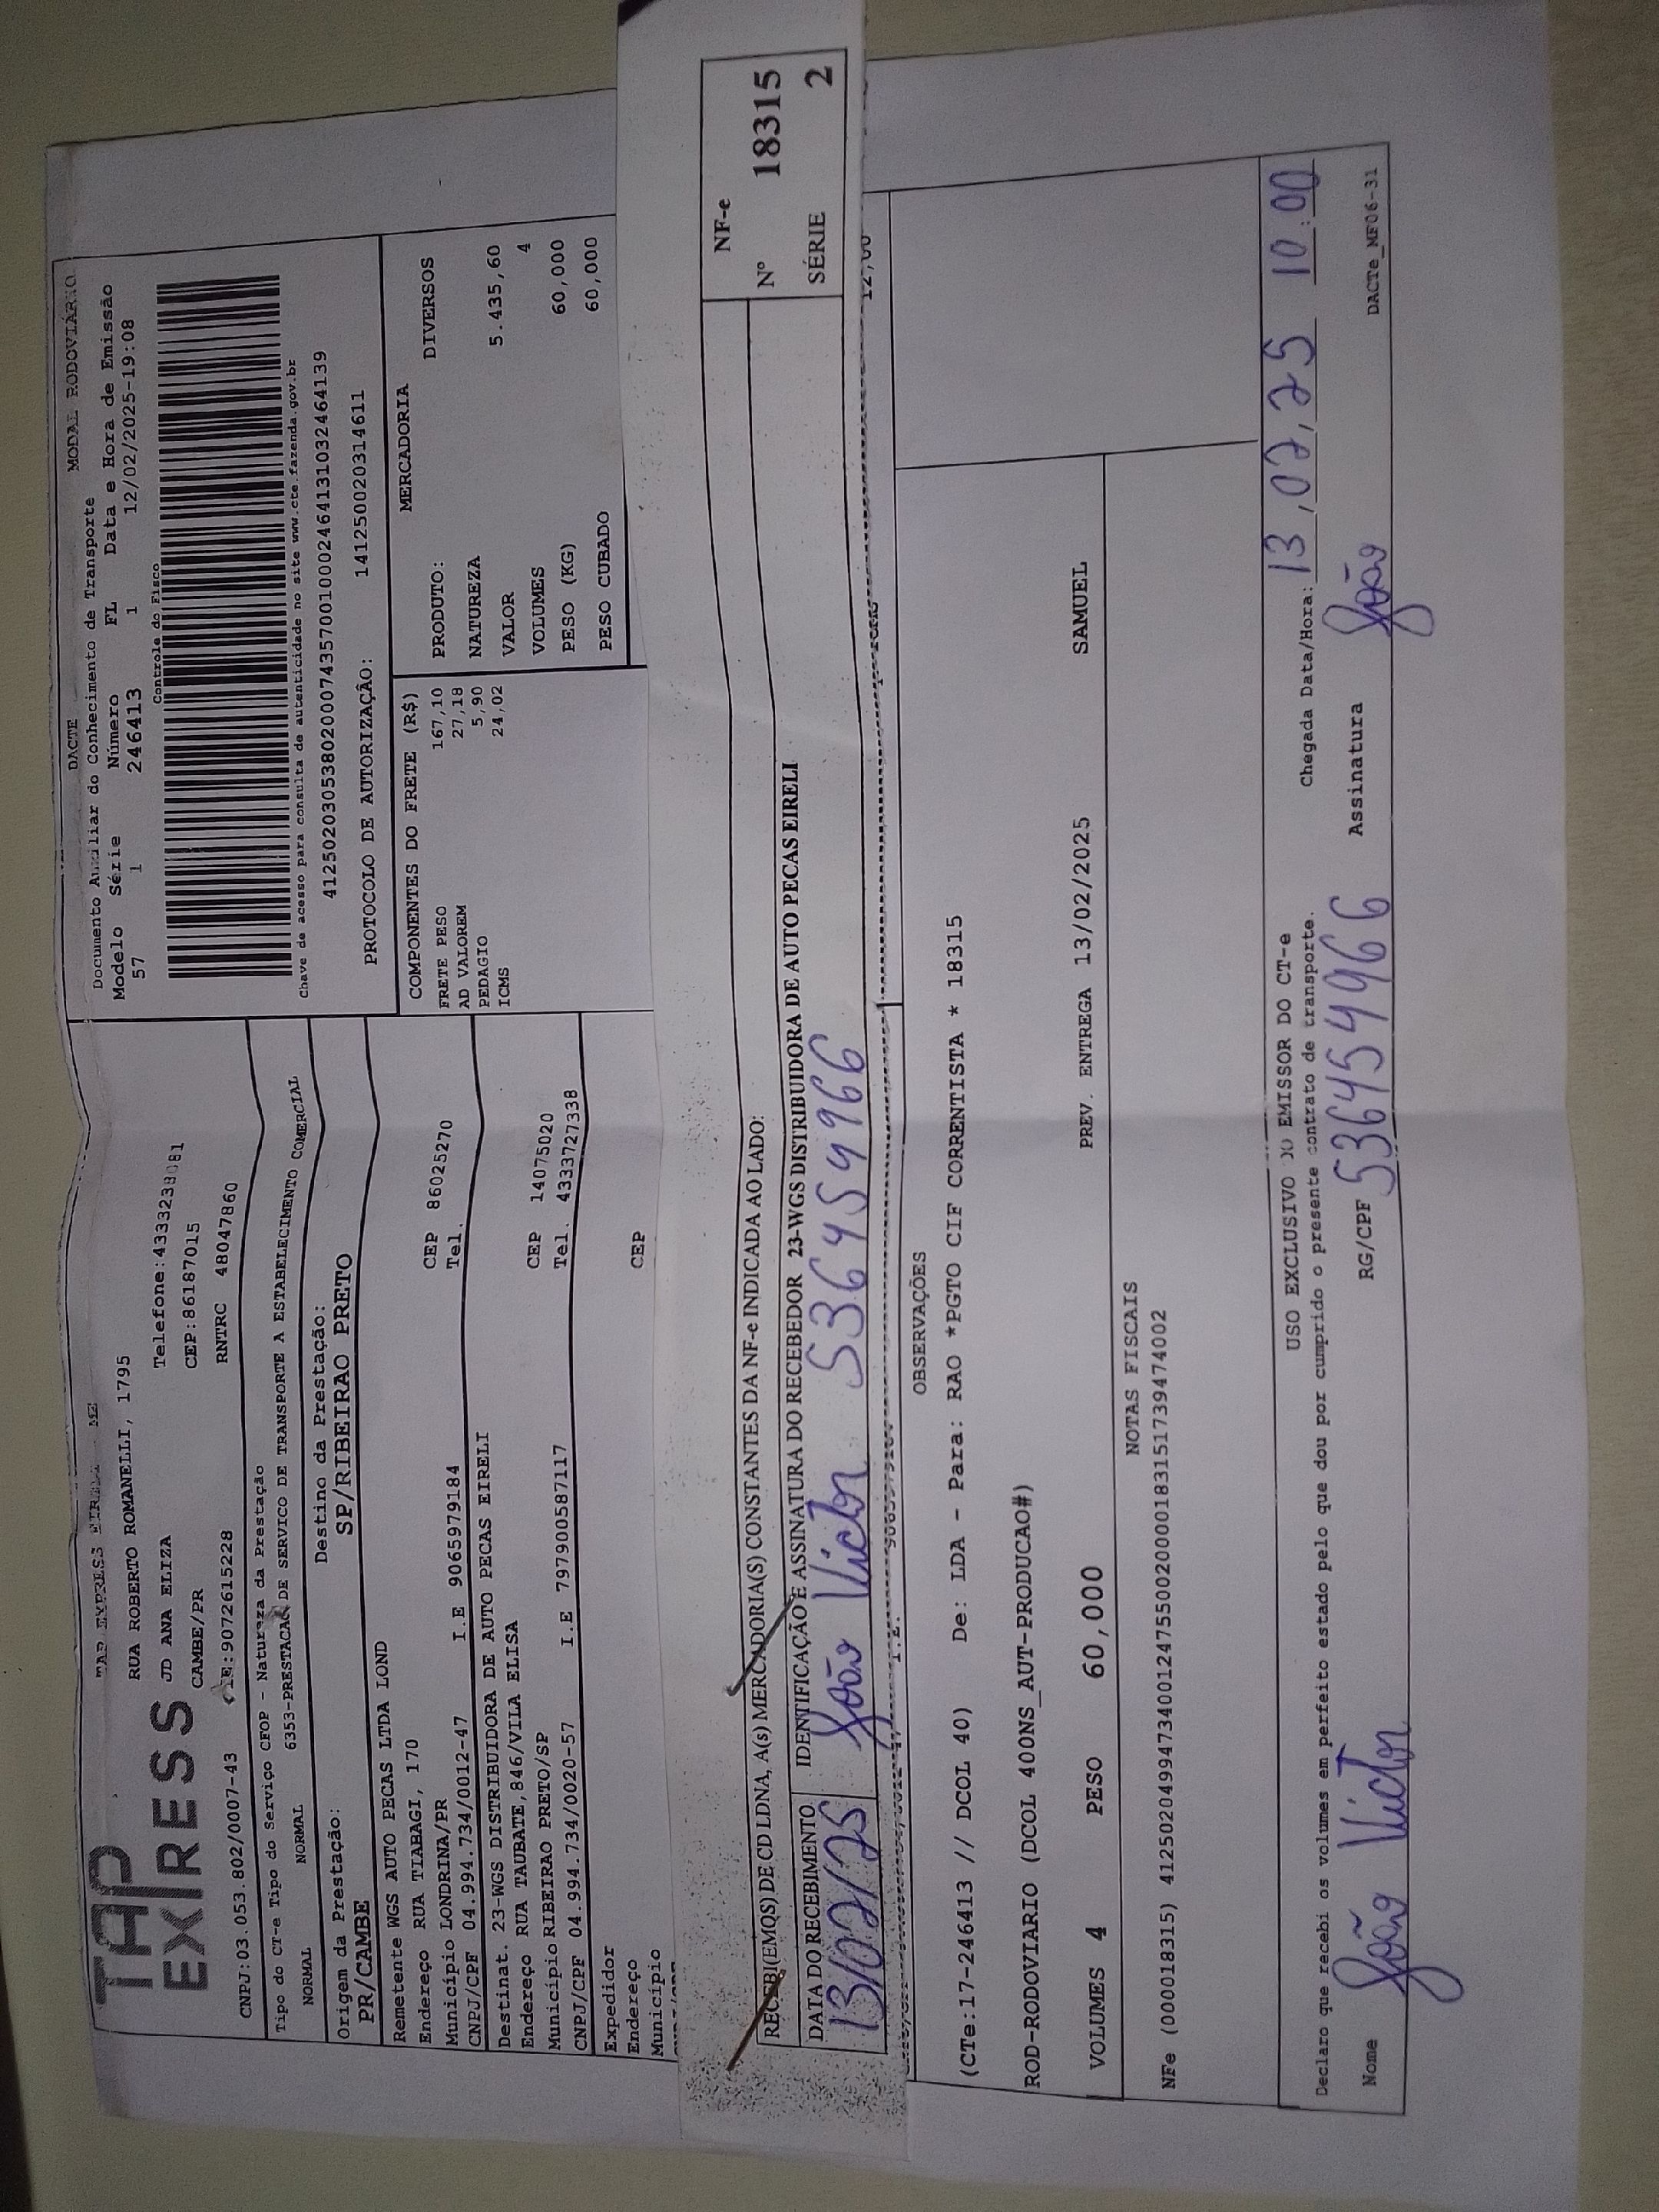 TAP
EXPRESS
TAP EXPRESS EIRELI ME
RUA ROBERTO ROMANELLI, 1795
JD ANA ELIZA Telefone:4333239081
CAMBE/PR CEP:86187015
CNPJ:03.053.802/0007-43 IE:9072615228 RNTRC 48047860
Tipo do CT-e Tipo do Serviço CFOP - Natureza da Prestação
NORMAL NORMAL 6353-PRESTACAO DE SERVICO DE TRANSPORTE A ESTABELECIMENTO COMERCIAL
Origem da Prestação: Destino da Prestação:
PR/CAMBE SP/RIBEIRAO PRETO
DACTE MODAL RODOVIÁRIO
Documento Auxiliar do Conhecimento de Transporte
Modelo Série Número FL Data e Hora de Emissão
57 1 246413 1 12/02/2025-19:08
Controle do Fisco
Chave de acesso para consulta de autenticidade no site www.cte.fazenda.gov.br
41250203053802000743570010002464131032464139
PROTOCOLO DE AUTORIZAÇÃO: 141250020314611
Remetente WGS AUTO PECAS LTDA LOND
Endereço RUA TIABAGI, 170
Município LONDRINA/PR CEP 86025270
CNPJ/CPF 04.994.734/0012-47 I.E 9065979184 Tel.
Destinat. 23-WGS DISTRIBUIDORA DE AUTO PECAS EIRELI
Endereço RUA TAUBATE,846/VILA ELISA
Município RIBEIRAO PRETO/SP CEP 14075020
CNPJ/CPF 04.994.734/0020-57 I.E 797900587117 Tel. 4333727338
Expedidor
Endereço
Município CEP
COMPONENTES DO FRETE (R$)
FRETE PESO 167,10
AD VALOREM 27,18
PEDAGIO 5,90
ICMS 24,02
MERCADORIA
PRODUTO: DIVERSOS
NATUREZA
VALOR 5.435,60
VOLUMES 4
PESO (KG) 60,000
PESO CUBADO 60,000
RECEBI(EMOS) DE CD LDNA, A(s) MERCADORIA(S) CONSTANTES DA NF-e INDICADA AO LADO:
DATA DO RECEBIMENTO IDENTIFICAÇÃO E ASSINATURA DO RECEBEDOR 23-WGS DISTRIBUIDORA DE AUTO PECAS EIRELI
13/02/25 João Victor 536454966
NF-e
Nº 18315
SÉRIE 2
OBSERVAÇÕES
(CTe:17-246413 // DCOL 40) De: LDA - Para: RAO *PGTO CIF CORRENTISTA * 18315
ROD-RODOVIARIO (DCOL 400NS_AUT-PRODUCAO#)
VOLUMES 4 PESO 60,000 PREV. ENTREGA 13/02/2025 SAMUEL
NOTAS FISCAIS
NFe (000018315) 41250204994734001247550020000183151739474002
USO EXCLUSIVO DO EMISSOR DO CT-e
Declaro que recebi os volumes em perfeito estado pelo que dou por cumprido o presente contrato de transporte. Chegada Data/Hora: 13,02,25 10:00
Nome João Victor RG/CPF 536454966 Assinatura João
DACTe_MF06-31